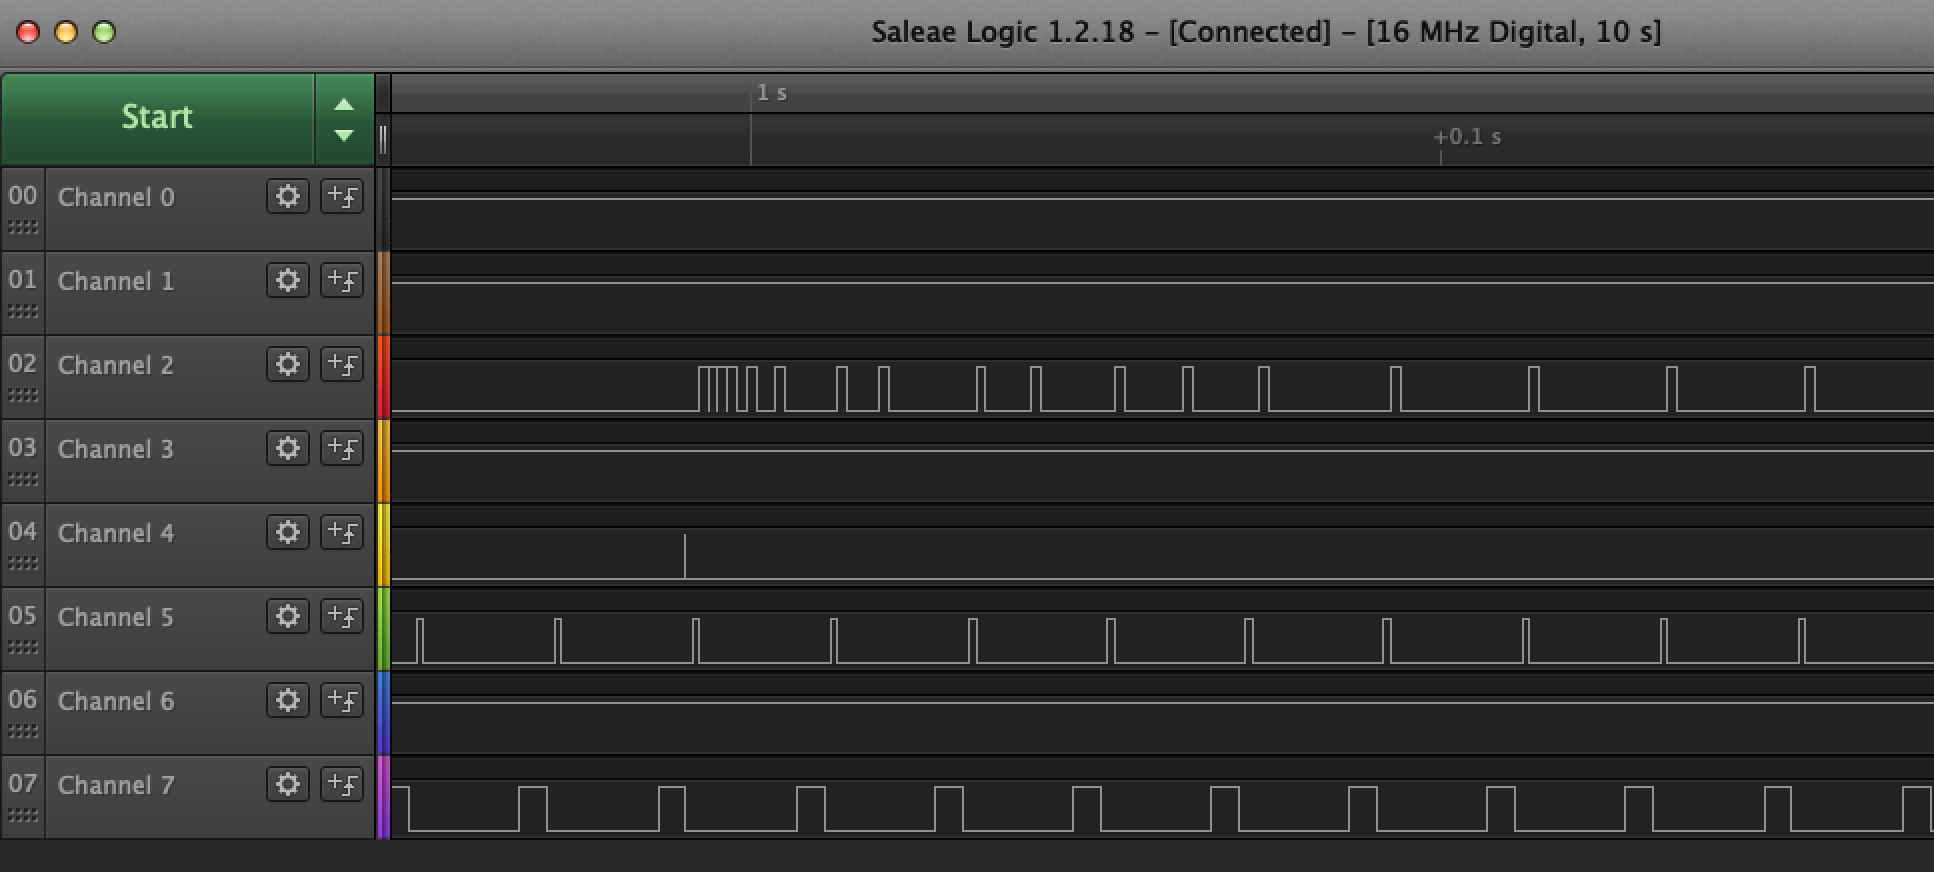 Saleae Logic 1.2.18 – [Connected] – [16 MHz Digital, 10 s]
Start
1 s
+0.1 s
00 Channel 0
01 Channel 1
02 Channel 2
03 Channel 3
04 Channel 4
05 Channel 5
06 Channel 6
07 Channel 7